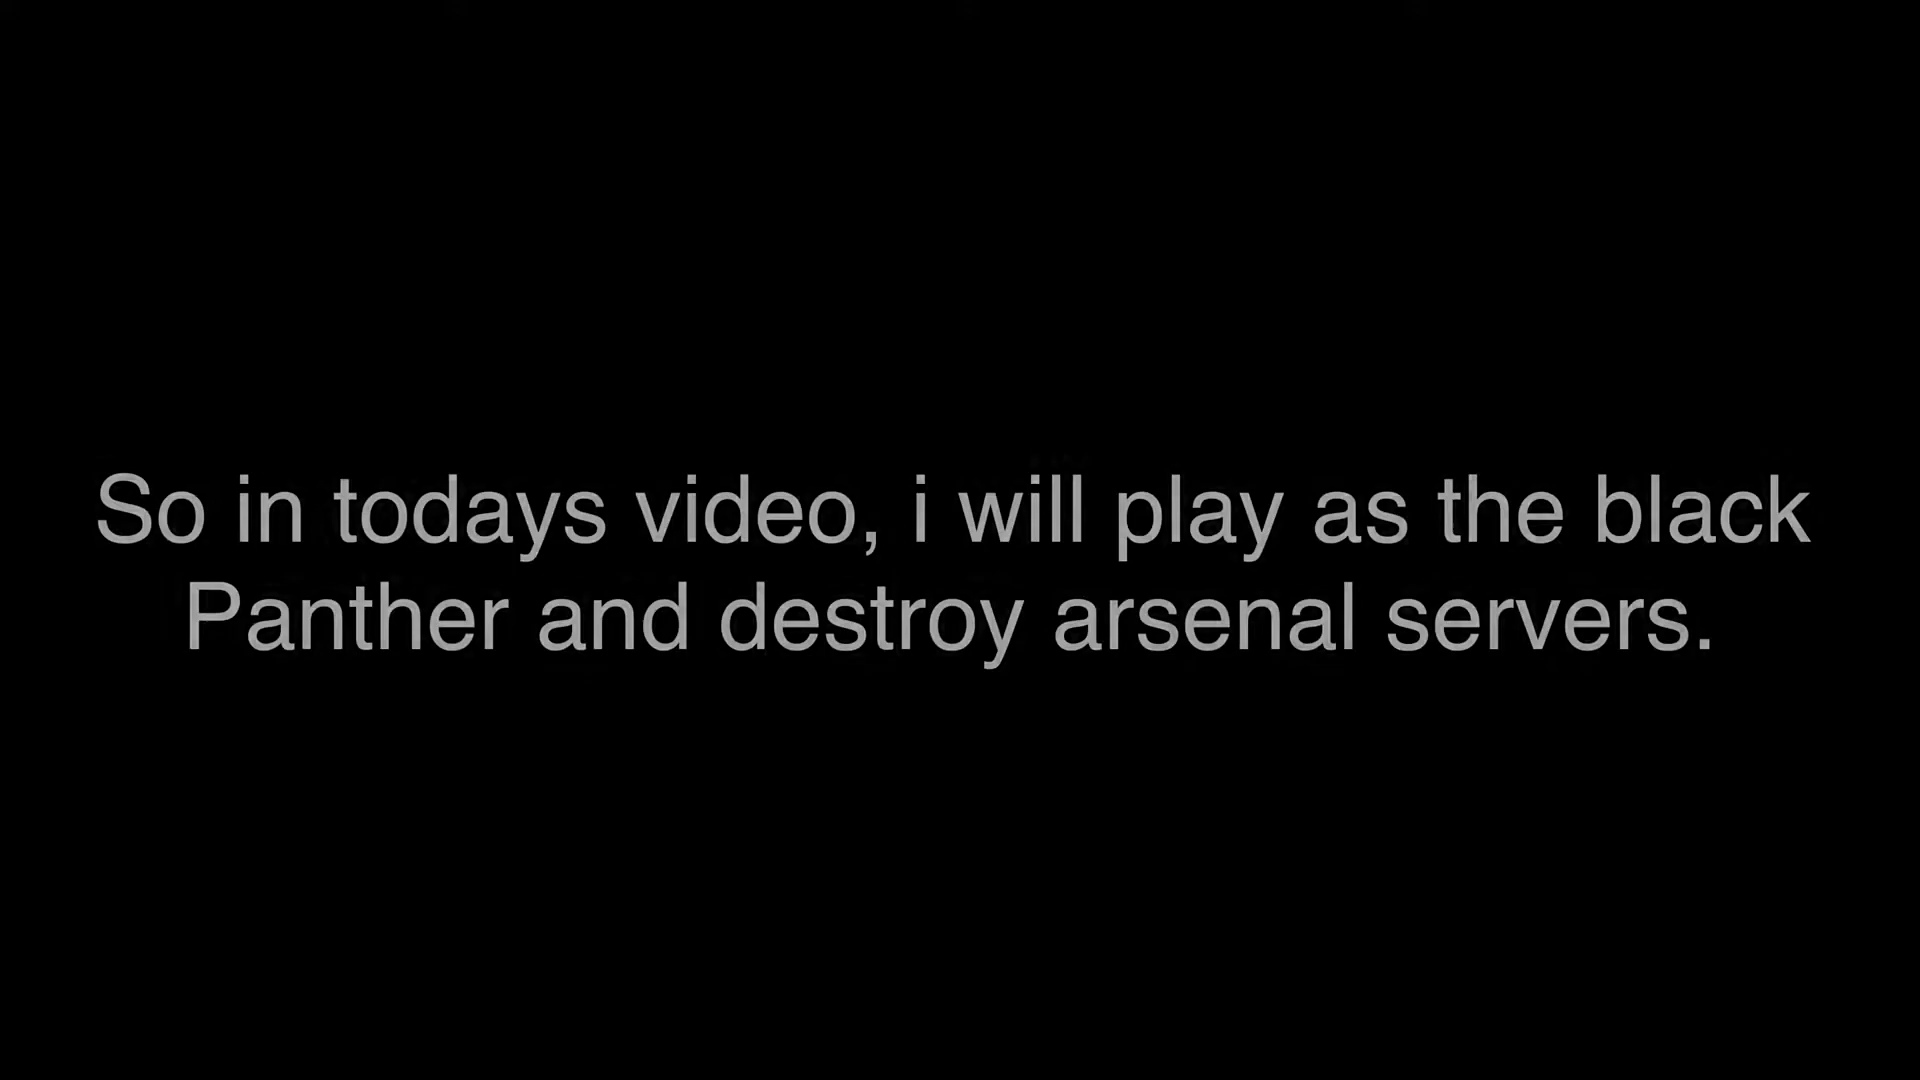 So in todays video, i will play as the black
Panther and destroy arsenal servers.